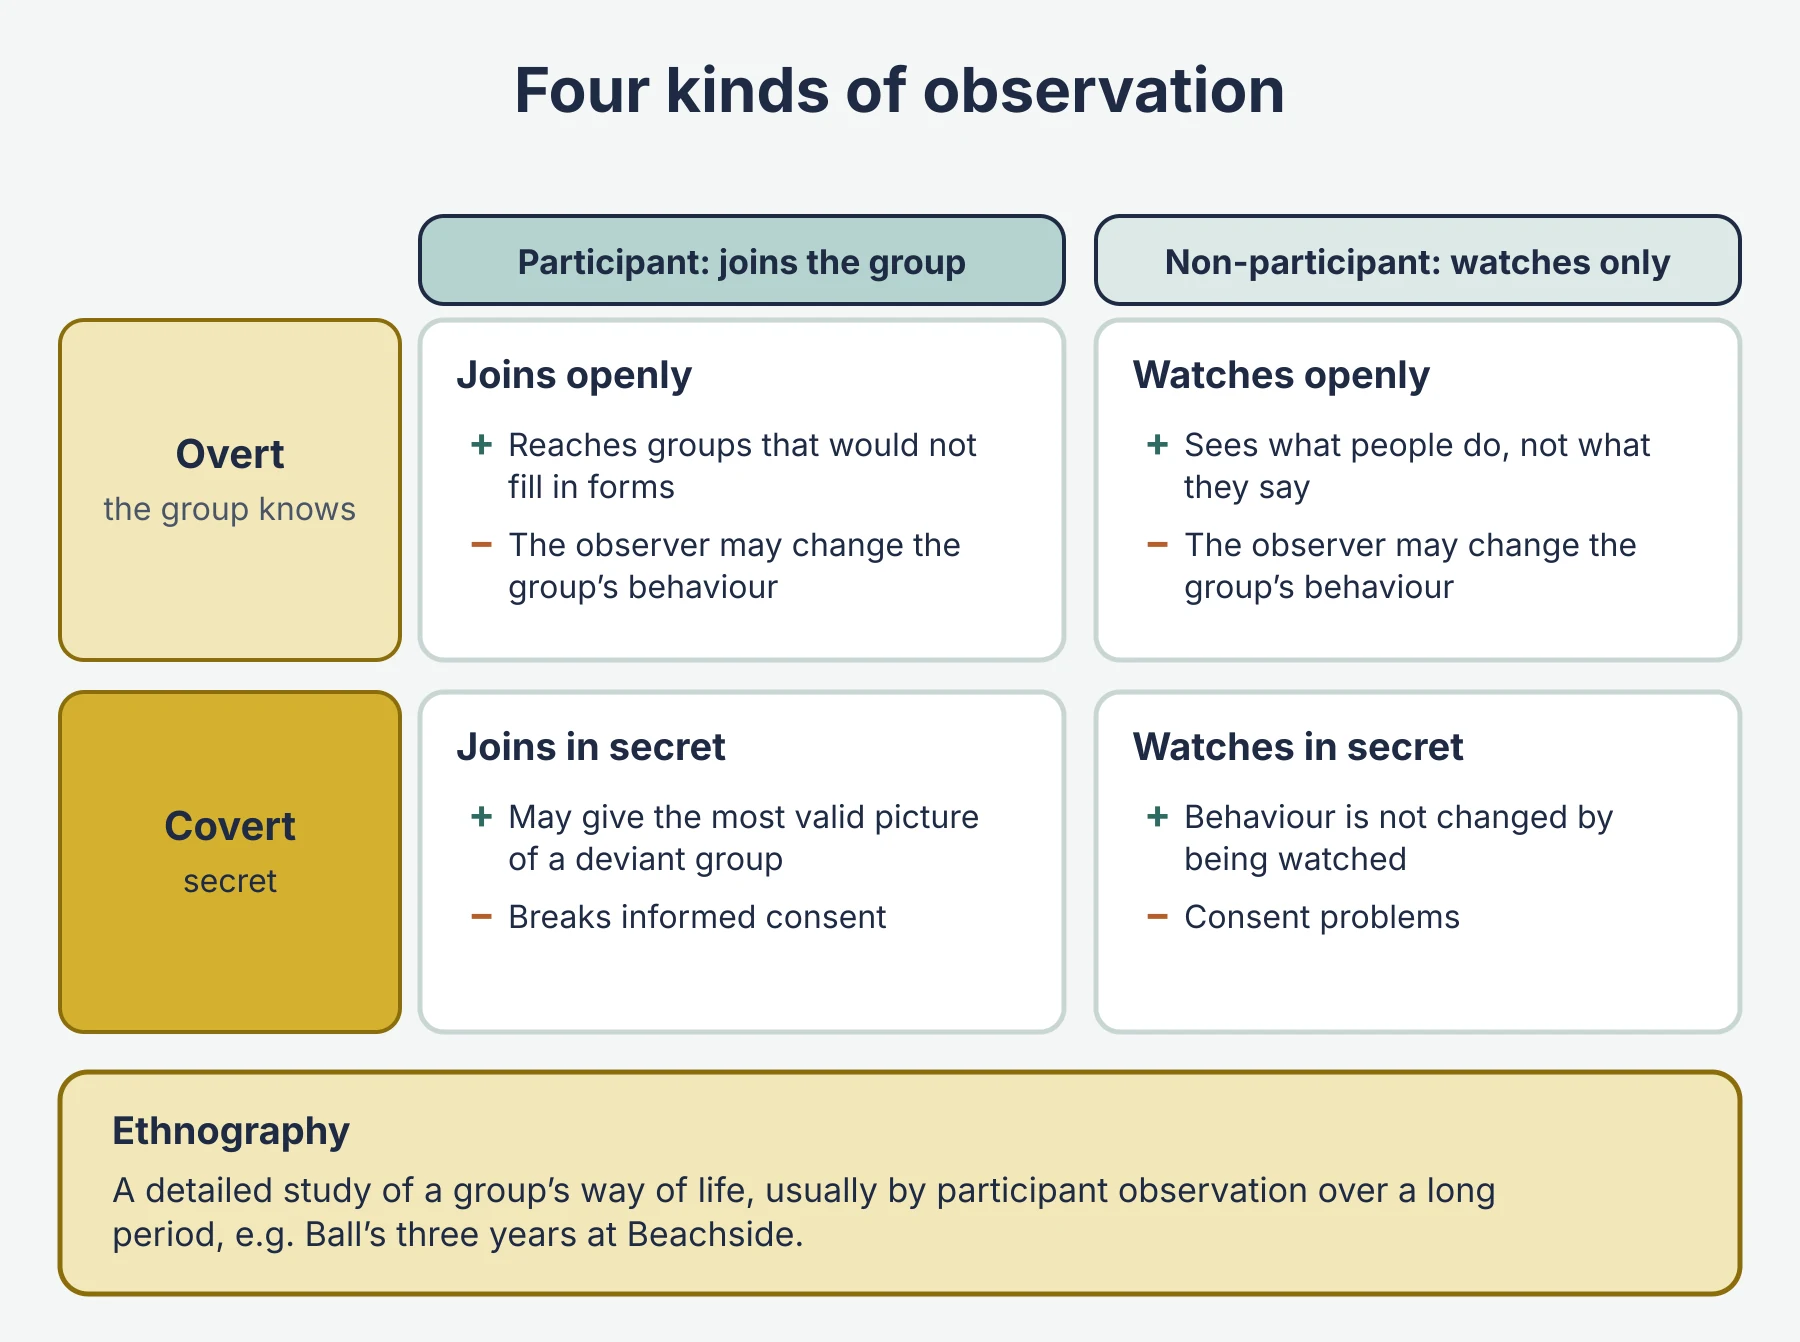 Four kinds of observation
Participant: joins the group
Non-participant: watches only
Overt
the group knows
Joins openly
+ Reaches groups that would not
fill in forms
− The observer may change the
group’s behaviour
Watches openly
+ Sees what people do, not what
they say
− The observer may change the
group’s behaviour
Covert
secret
Joins in secret
+ May give the most valid picture
of a deviant group
− Breaks informed consent
Watches in secret
+ Behaviour is not changed by
being watched
− Consent problems
Ethnography
A detailed study of a group’s way of life, usually by participant observation over a long
period, e.g. Ball’s three years at Beachside.